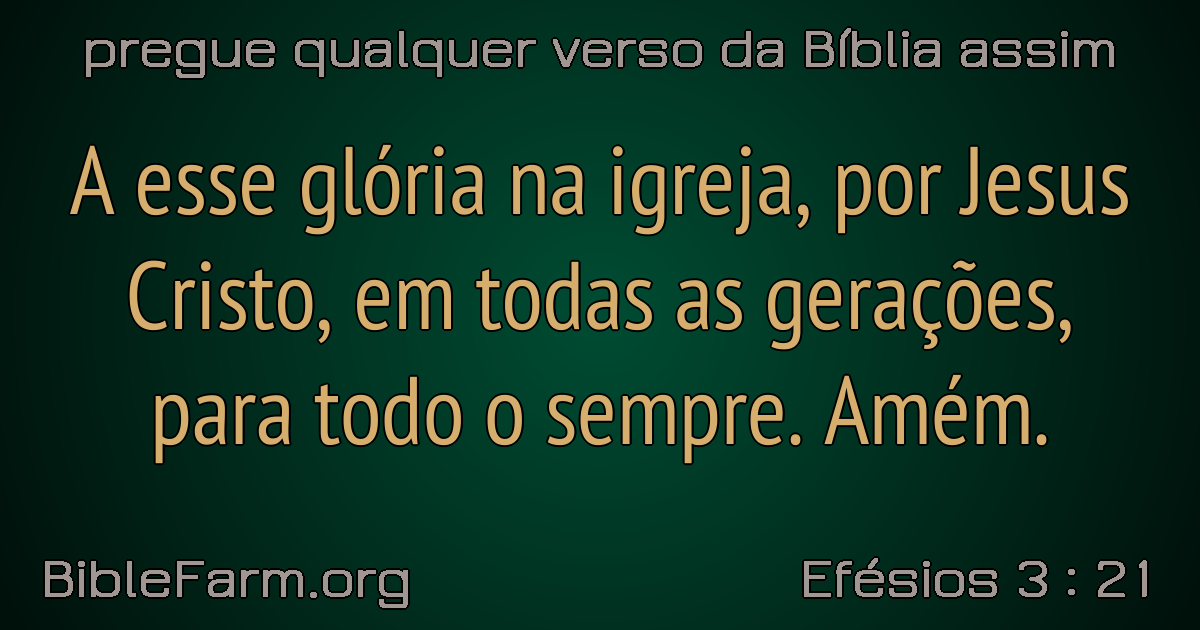 pregue qualquer verso da Bíblia assim
A esse glória na igreja, por Jesus
Cristo, em todas as gerações,
para todo o sempre. Amém.
BibleFarm.org
Efésios 3 : 21